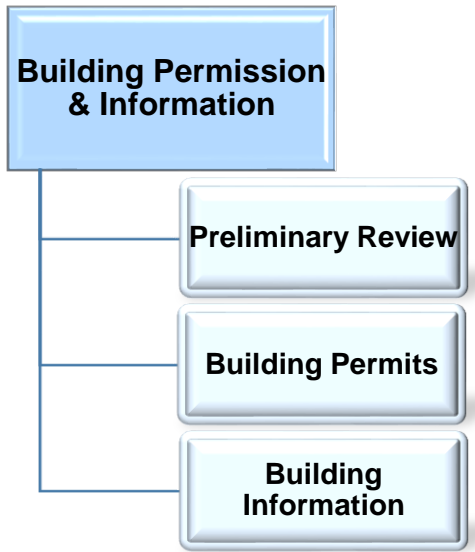 Building Permission
& Information
Preliminary Review
Building Permits
Building
Information